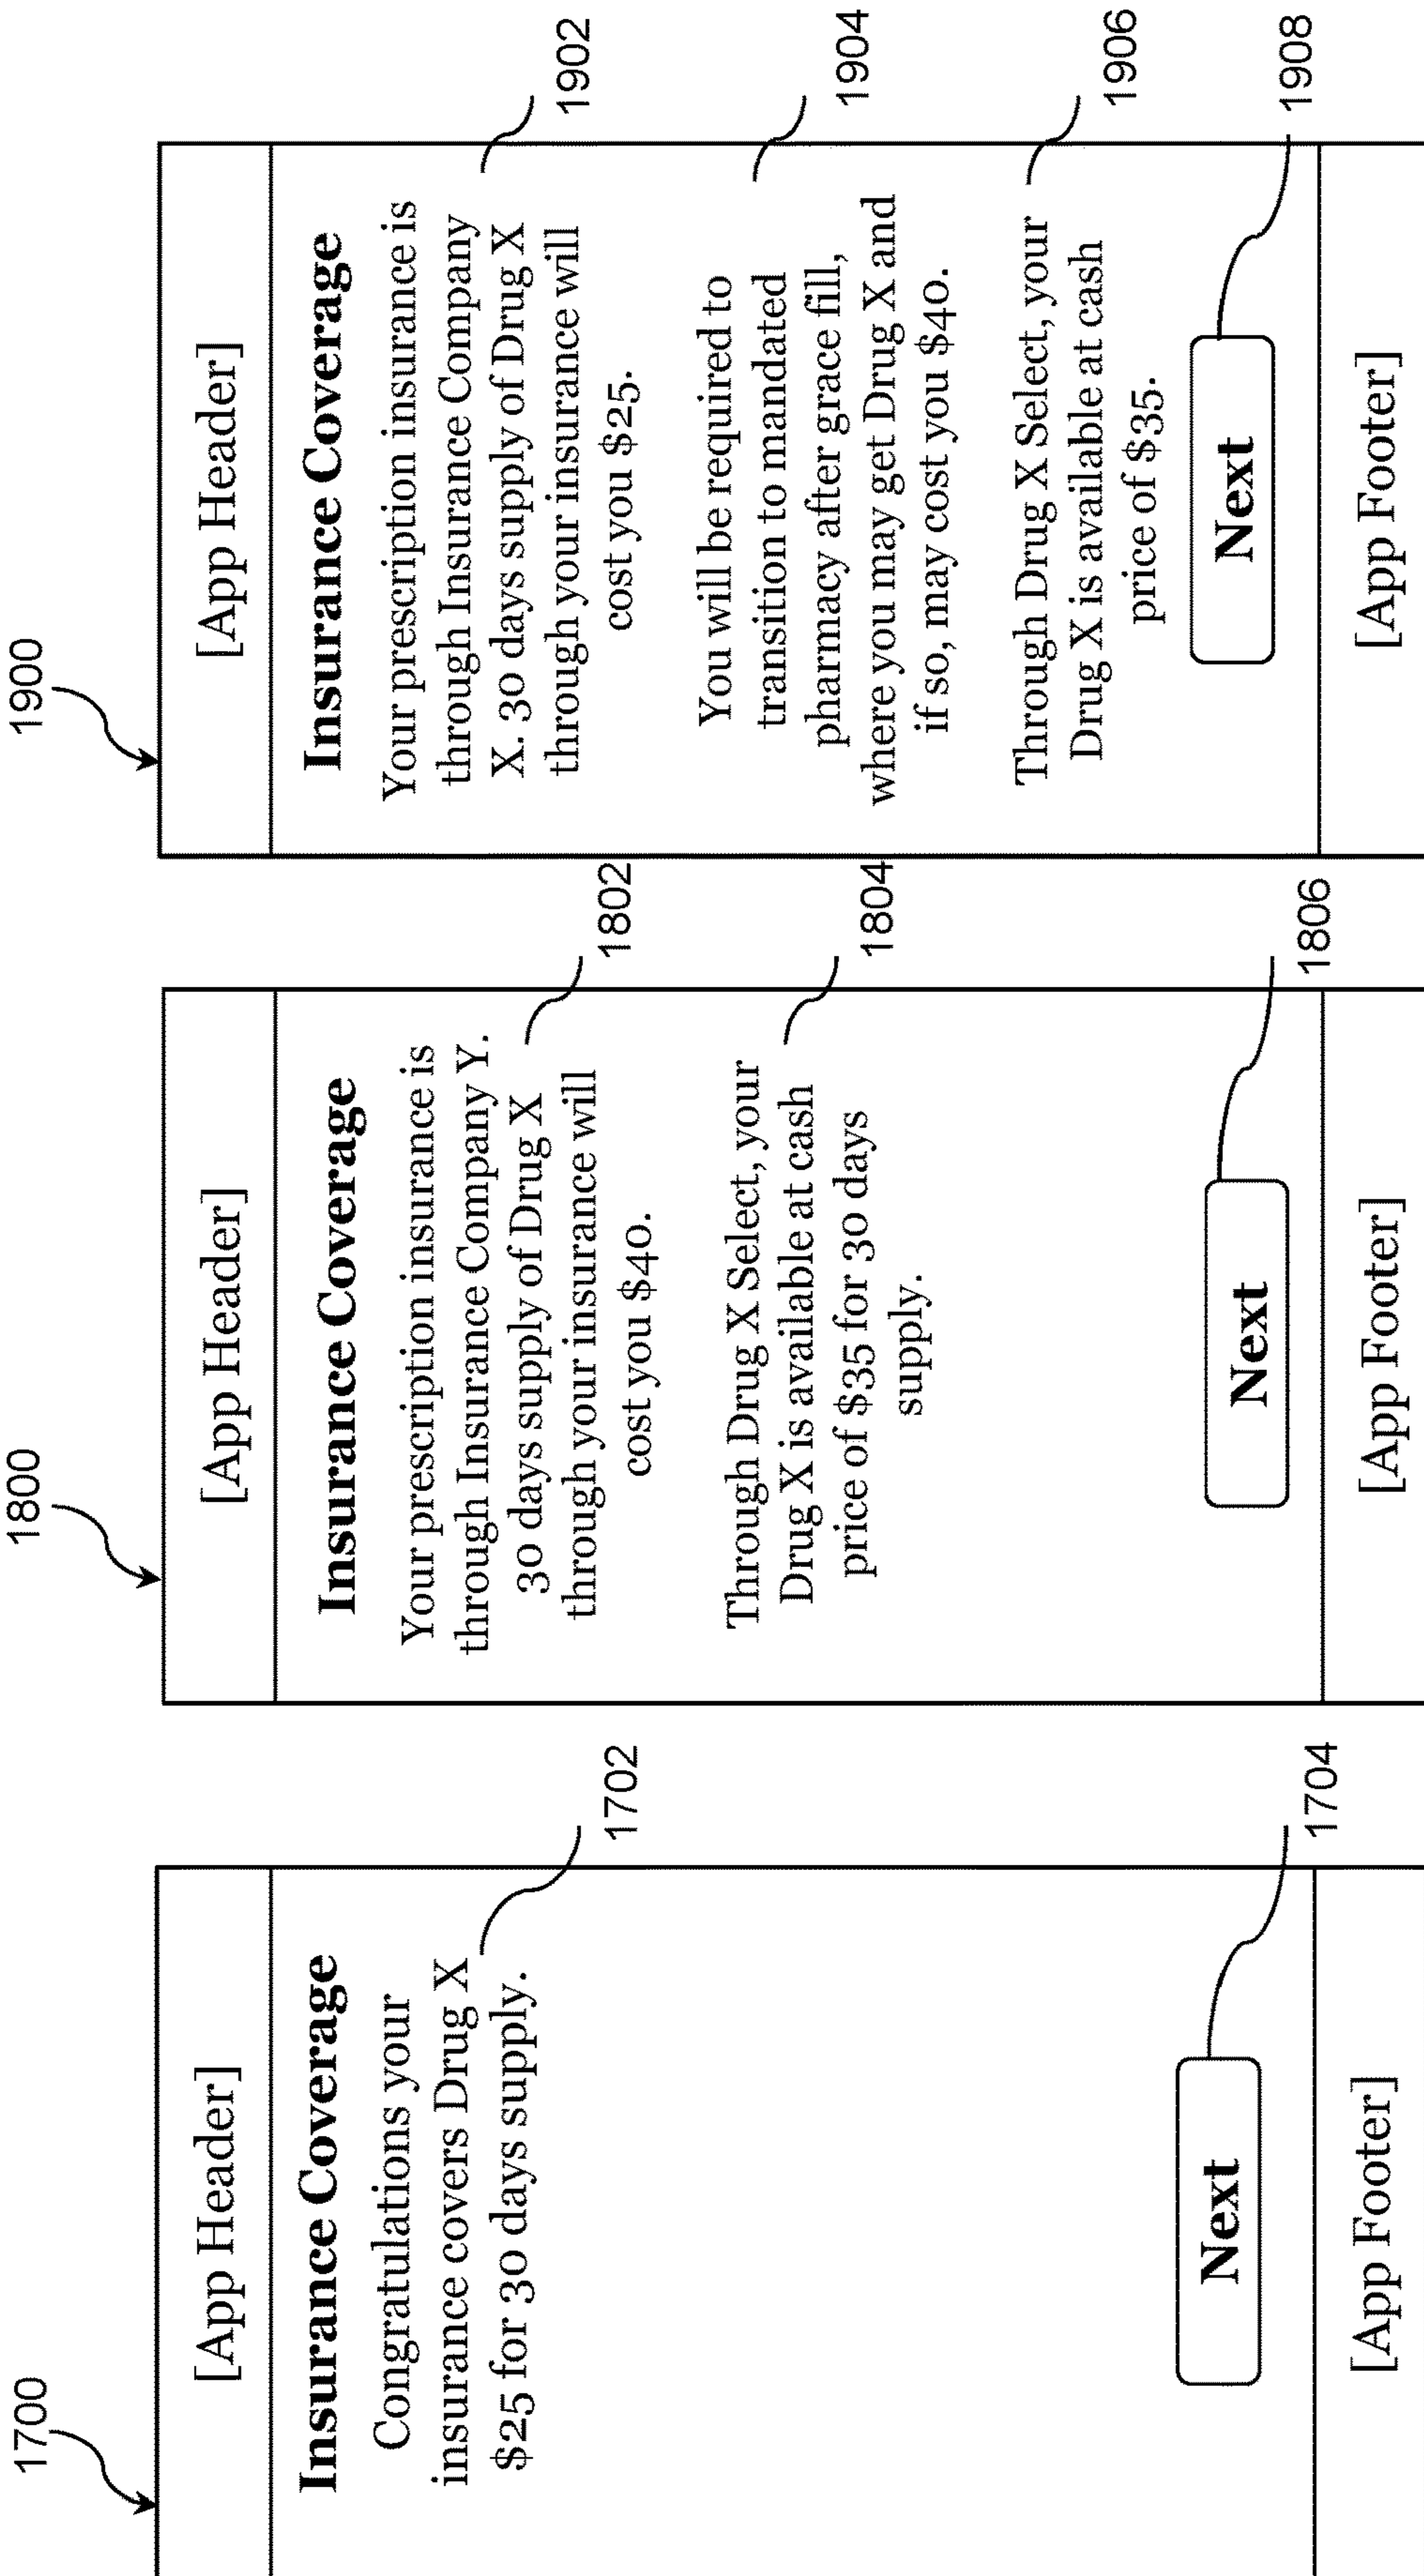 1700
[App Header]
Insurance Coverage
Congratulations your
insurance covers Drug X
$25 for 30 days supply.
1702
Next
1704
[App Footer]
1800
[App Header]
Insurance Coverage
Your prescription insurance is
through Insurance Company Y.
30 days supply of Drug X
through your insurance will
cost you $40.
1802
Through Drug X Select, your
Drug X is available at cash
price of $35 for 30 days
supply.
1804
Next
1806
[App Footer]
1900
[App Header]
Insurance Coverage
Your prescription insurance is
through Insurance Company
X. 30 days supply of Drug X
through your insurance will
cost you $25.
1902
You will be required to
transition to mandated
pharmacy after grace fill,
where you may get Drug X and
if so, may cost you $40.
1904
Through Drug X Select, your
Drug X is available at cash
price of $35.
1906
Next
1908
[App Footer]